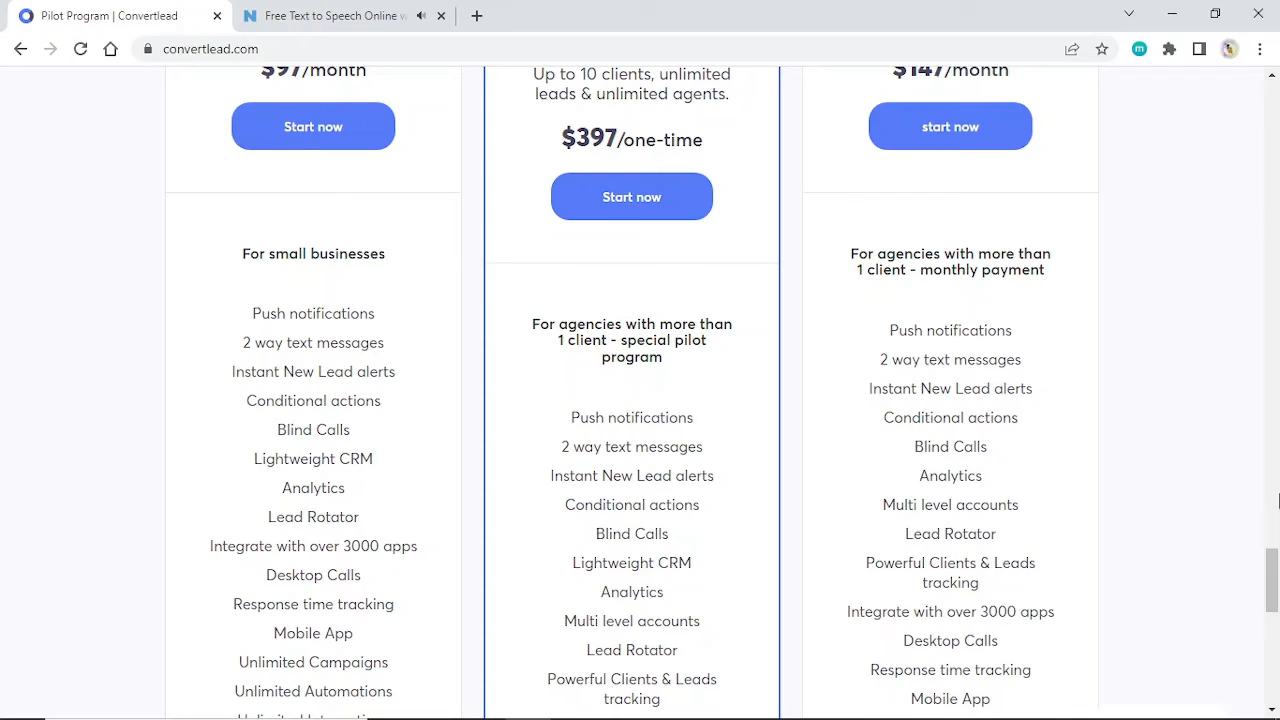 Pilot Program | Convertlead
Free Text to Speech Online
convertlead.com
$97/month
Start now
For small businesses
Push notifications
2 way text messages
Instant New Lead alerts
Conditional actions
Blind Calls
Lightweight CRM
Analytics
Lead Rotator
Integrate with over 3000 apps
Desktop Calls
Response time tracking
Mobile App
Unlimited Campaigns
Unlimited Automations
Up to 10 clients, unlimited
leads & unlimited agents.
$397/one-time
Start now
For agencies with more than
1 client - special pilot
program
Push notifications
2 way text messages
Instant New Lead alerts
Conditional actions
Blind Calls
Lightweight CRM
Analytics
Multi level accounts
Lead Rotator
Powerful Clients & Leads
tracking
$147/month
start now
For agencies with more than
1 client - monthly payment
Push notifications
2 way text messages
Instant New Lead alerts
Conditional actions
Blind Calls
Analytics
Multi level accounts
Lead Rotator
Powerful Clients & Leads
tracking
Integrate with over 3000 apps
Desktop Calls
Response time tracking
Mobile App